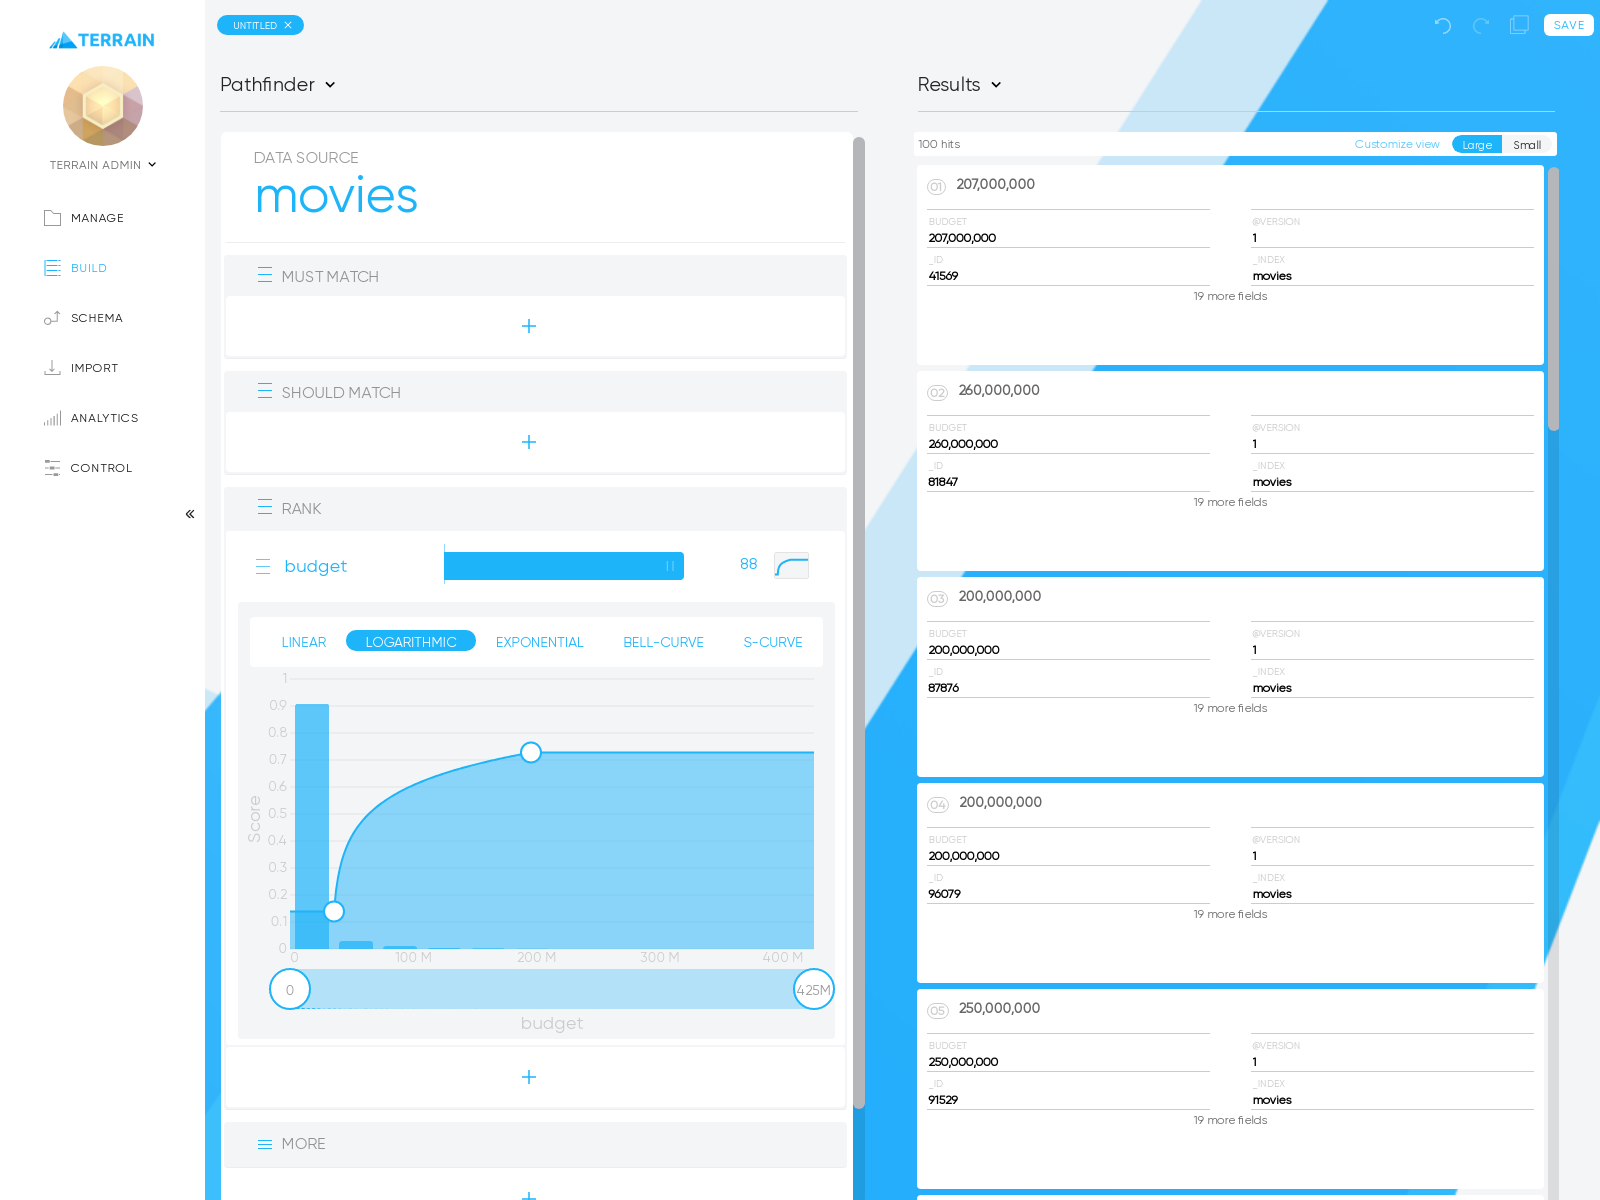 TERRAIN
TERRAIN ADMIN
MANAGE
BUILD
SCHEMA
IMPORT
ANALYTICS
CONTROL
UNTITLED
SAVE
Pathfinder
DATA SOURCE
movies
MUST MATCH
+
SHOULD MATCH
+
RANK
budget 88
LINEAR LOGARITHMIC EXPONENTIAL BELL-CURVE S-CURVE
1
0.9
0.8
0.7
0.6
0.5
0.4
0.3
0.2
0.1
0
Score
0 100 M 200 M 300 M 400 M
0 425M
budget
+
MORE
+
Results
100 hits Customize view Large Small
01 207,000,000
BUDGET @VERSION
207,000,000 1
_ID _INDEX
41569 movies
19 more fields
02 260,000,000
BUDGET @VERSION
260,000,000 1
_ID _INDEX
81847 movies
19 more fields
03 200,000,000
BUDGET @VERSION
200,000,000 1
_ID _INDEX
87876 movies
19 more fields
04 200,000,000
BUDGET @VERSION
200,000,000 1
_ID _INDEX
96079 movies
19 more fields
05 250,000,000
BUDGET @VERSION
250,000,000 1
_ID _INDEX
91529 movies
19 more fields